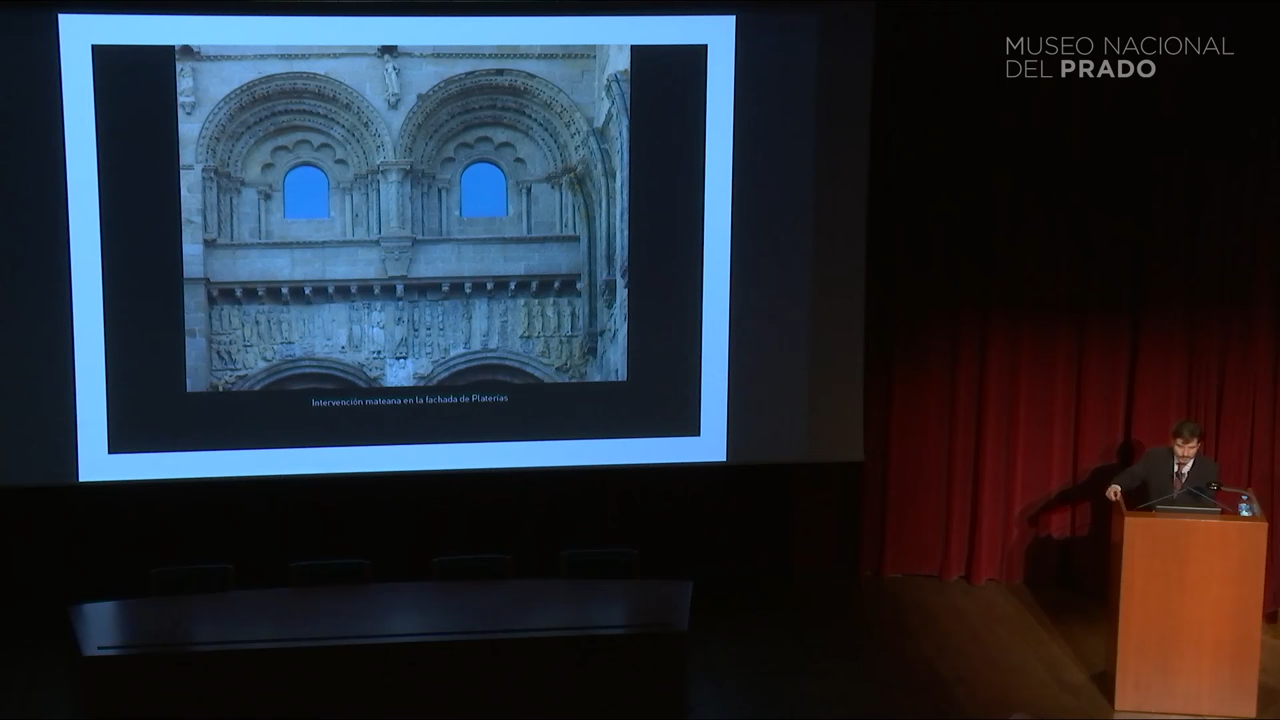 MUSEO NACIONAL
DEL PRADO
Intervención mateana en la fachada de Platerías